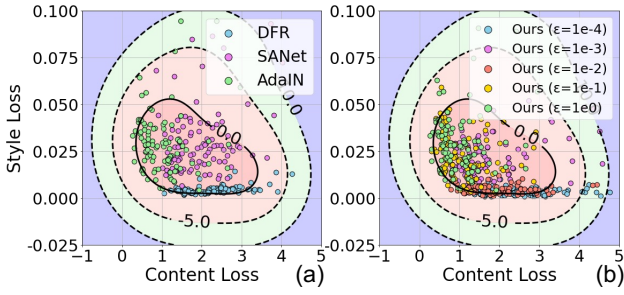 0.100
0.075
0.050
0.025
0.000
-0.025
Style Loss
DFR
SANet
AdaIN
0.0
-5.0
−1 0 1 2 3 4 5
Content Loss
(a)
0.100
0.075
0.050
0.025
0.000
-0.025
Ours (ε=1e-4)
Ours (ε=1e-3)
Ours (ε=1e-2)
Ours (ε=1e-1)
Ours (ε=1e0)
0.0
-5.0
−1 0 1 2 3 4 5
Content Loss
(b)